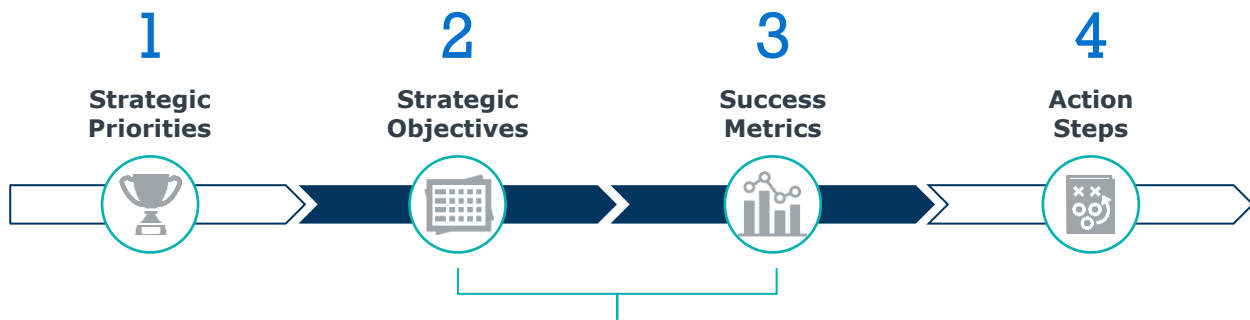 1
Strategic
Priorities
2
Strategic
Objectives
3
Success
Metrics
4
Action
Steps